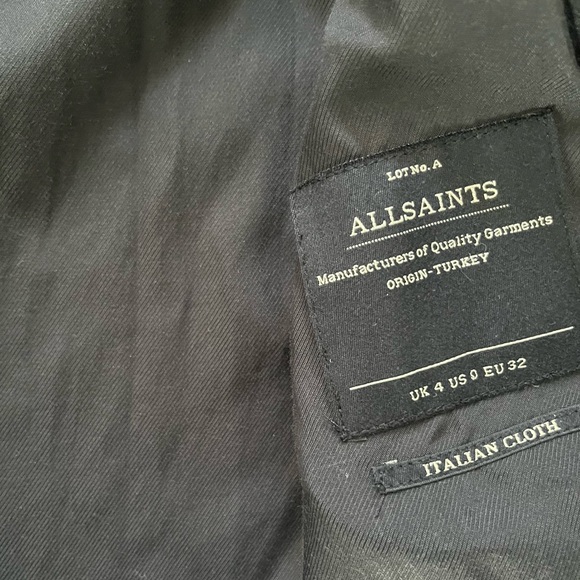 LOT No. A
ALLSAINTS
Manufacturers of Quality Garments
ORIGIN-TURKEY
UK 4 US 0 EU 32
ITALIAN CLOTH